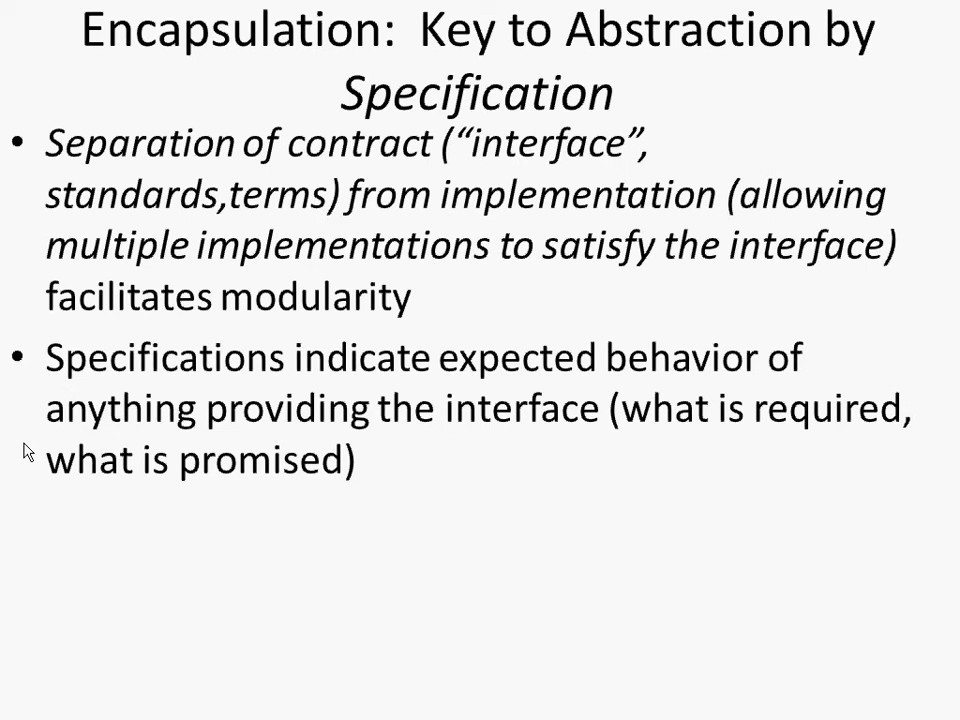 Encapsulation:  Key to Abstraction by
Specification
• Separation of contract (“interface”,
standards,terms) from implementation (allowing
multiple implementations to satisfy the interface)
facilitates modularity
• Specifications indicate expected behavior of
anything providing the interface (what is required,
what is promised)